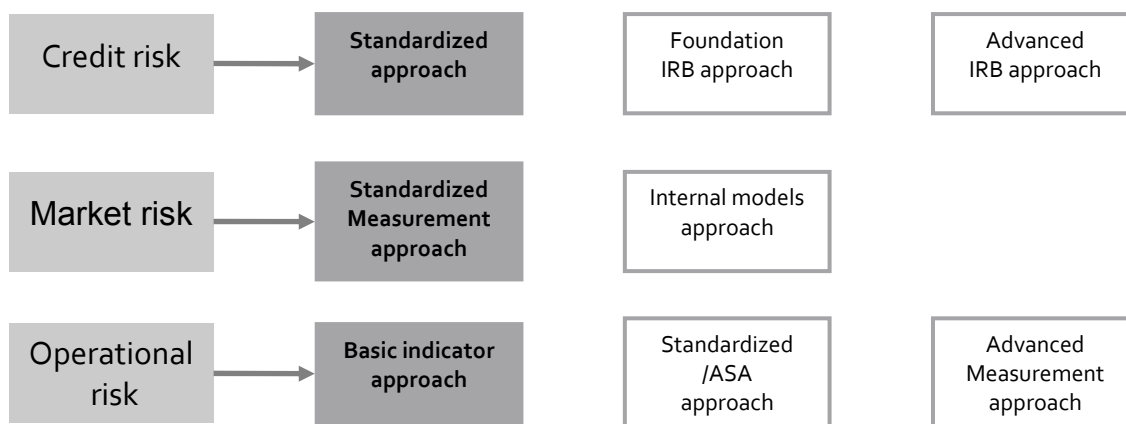 Credit risk
Standardized
approach
Foundation
IRB approach
Advanced
IRB approach
Market risk
Standardized
Measurement
approach
Internal models
approach
Operational
risk
Basic indicator
approach
Standardized
/ASA
approach
Advanced
Measurement
approach